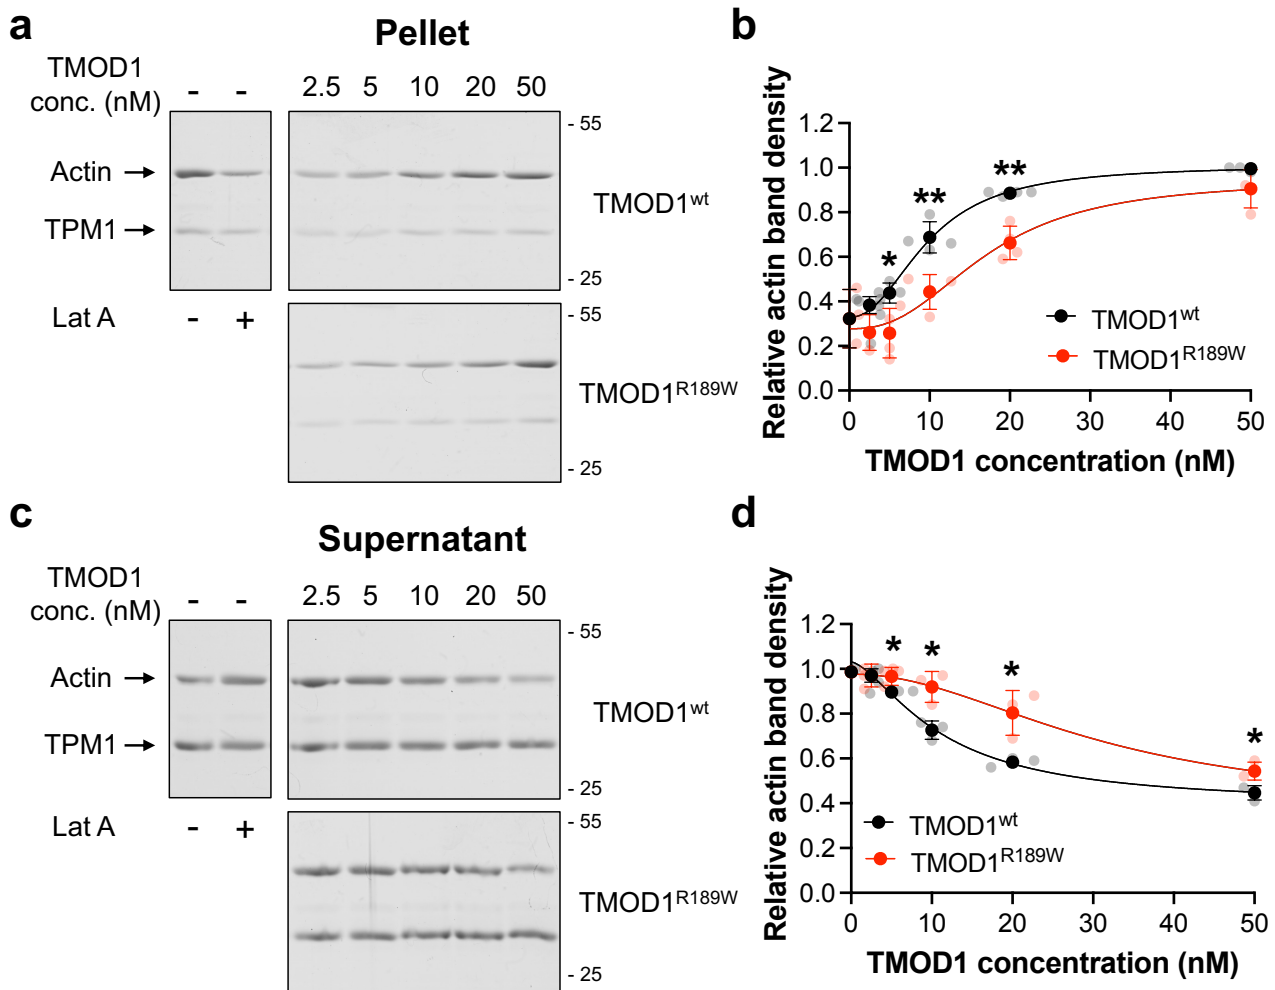 a
Pellet
TMOD1
conc. (nM)
- -
2.5 5 10 20 50
Actin
TPM1
- 55
TMOD1wt
- 25
Lat A
- +
- 55
TMOD1R189W
- 25
b
Relative actin band density
1.2
1.0
0.8
0.6
0.4
0.2
0.0
* ** **
TMOD1wt
TMOD1R189W
0 10 20 30 40 50
TMOD1 concentration (nM)
c
Supernatant
TMOD1
conc. (nM)
- -
2.5 5 10 20 50
Actin
TPM1
- 55
TMOD1wt
- 25
Lat A
- +
- 55
TMOD1R189W
- 25
d
Relative actin band density
1.2
1.0
0.8
0.6
0.4
0.2
0.0
* * * *
TMOD1wt
TMOD1R189W
0 10 20 30 40 50
TMOD1 concentration (nM)